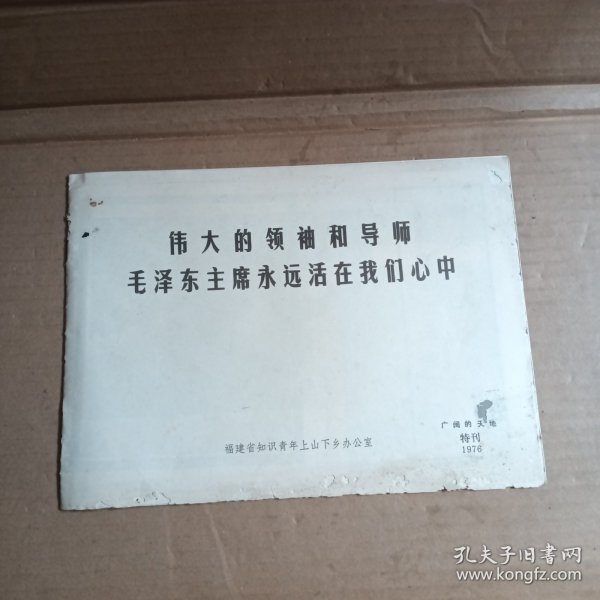 伟大的领袖和导师
毛泽东主席永远活在我们心中
广阔的天地
特刊
1976
福建省知识青年上山下乡办公室
孔夫子旧书网
www.kongfz.com